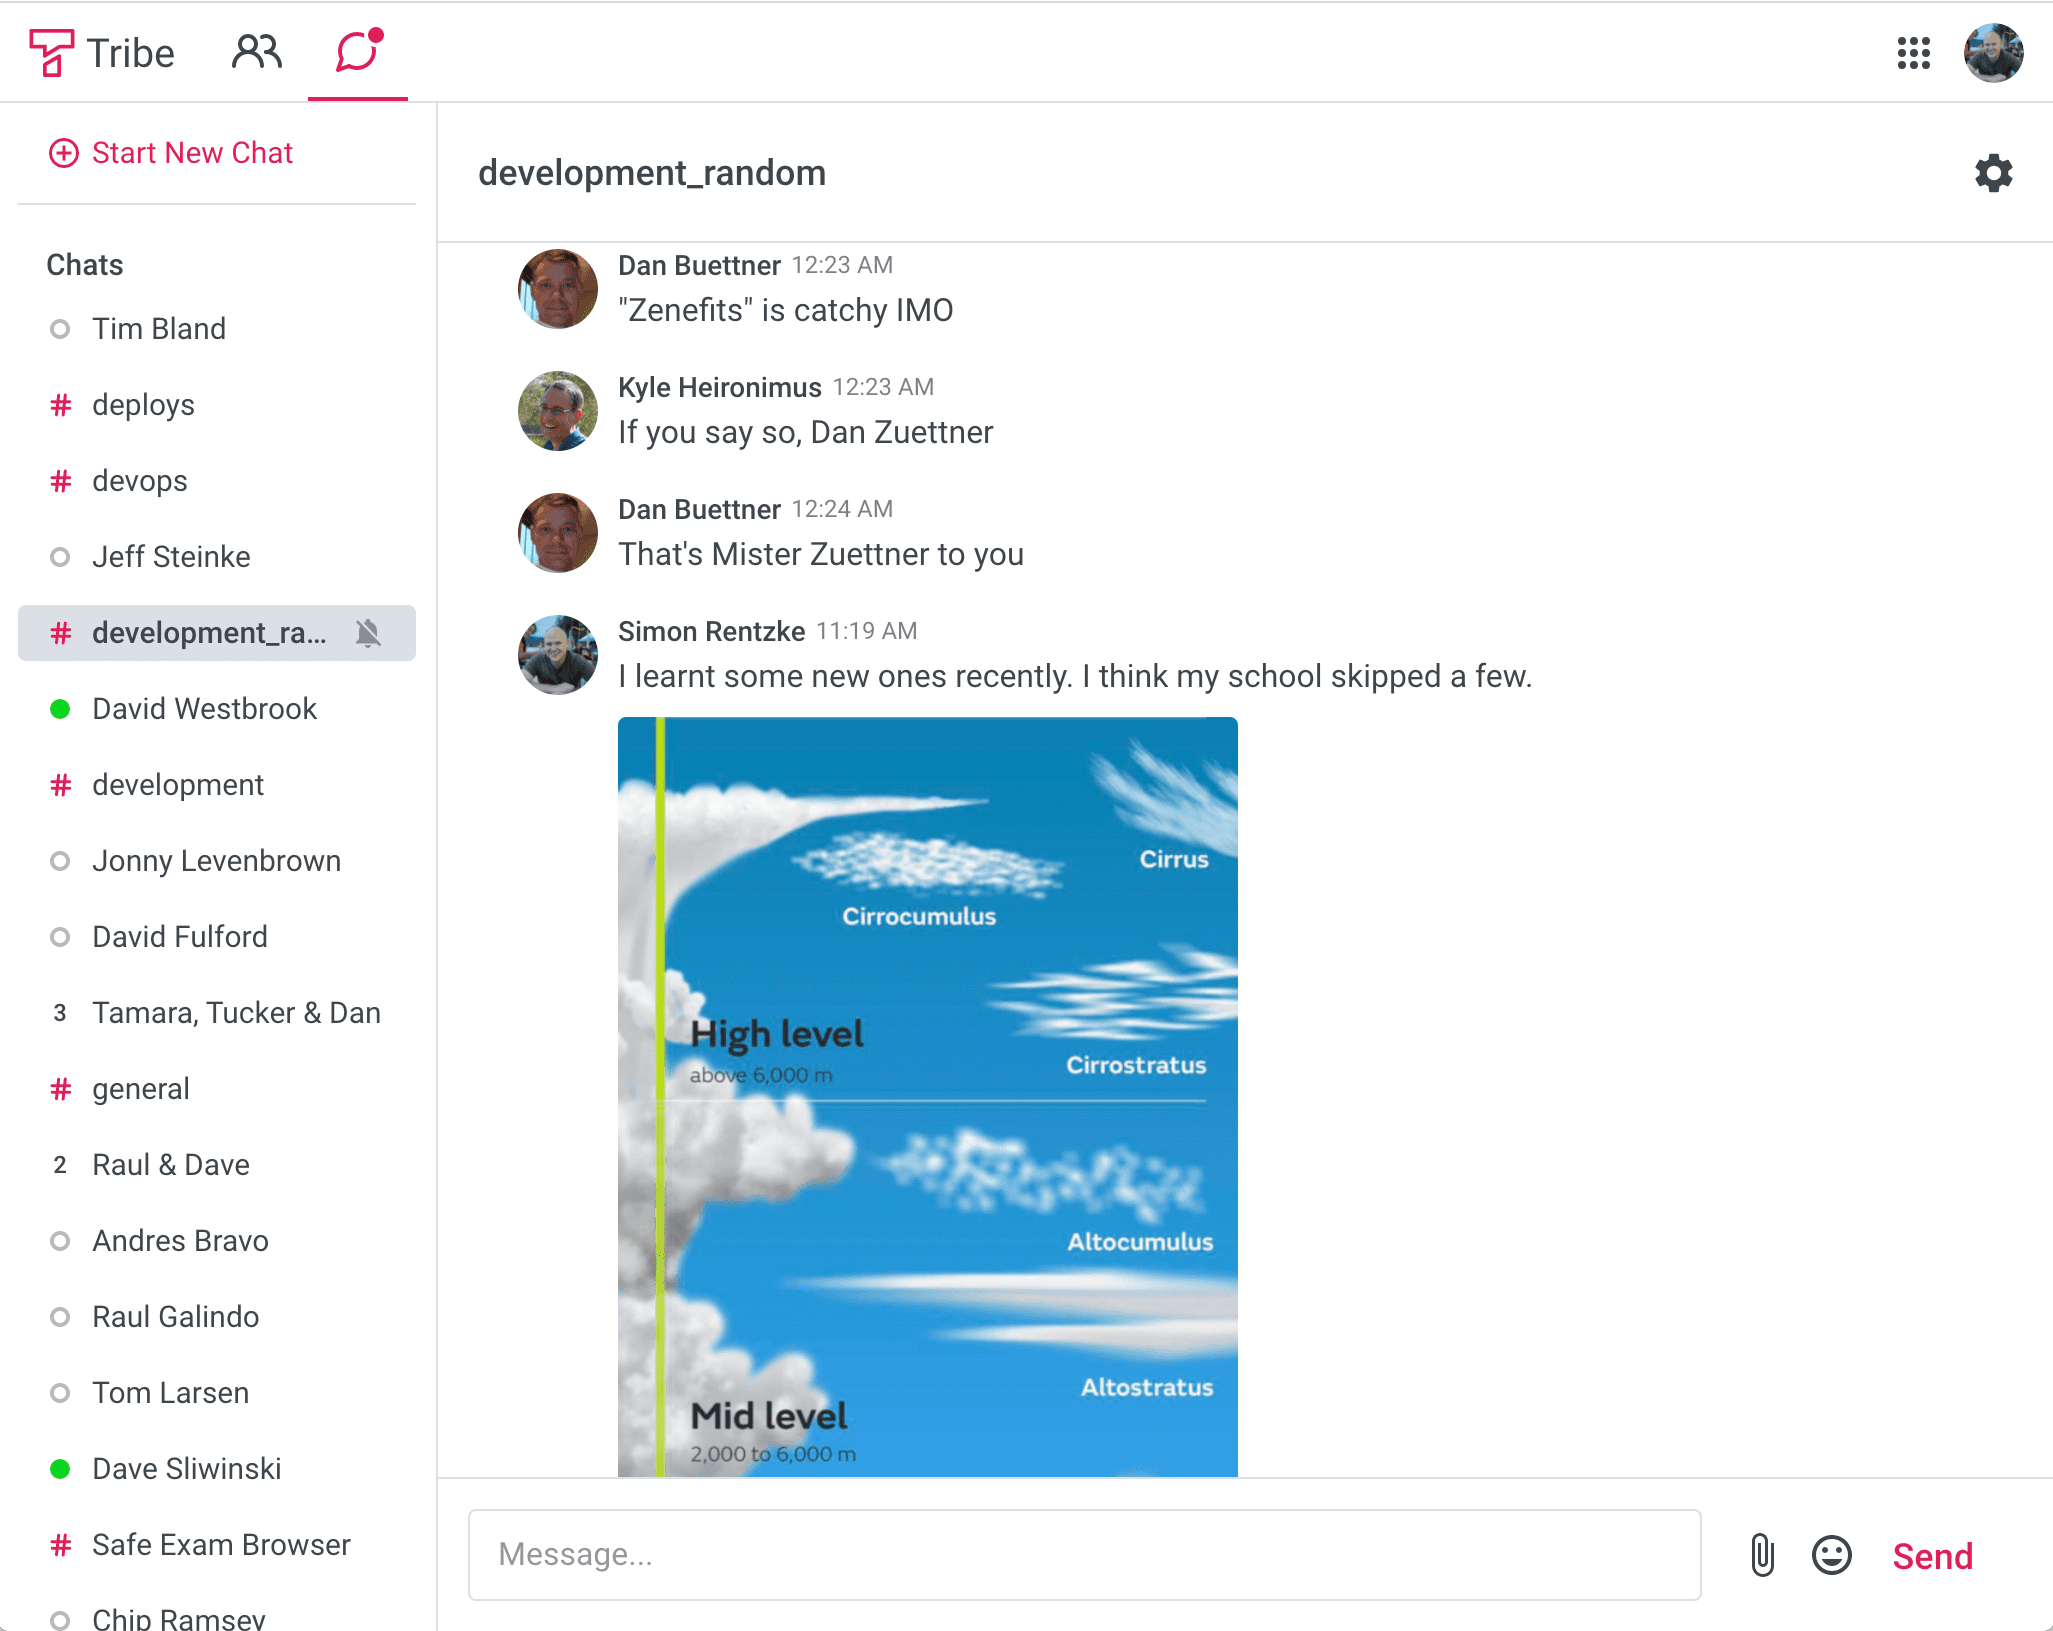 Tribe
Start New Chat
Chats
Tim Bland
# deploys
# devops
Jeff Steinke
# development_ra...
David Westbrook
# development
Jonny Levenbrown
David Fulford
3 Tamara, Tucker & Dan
# general
2 Raul & Dave
Andres Bravo
Raul Galindo
Tom Larsen
Dave Sliwinski
# Safe Exam Browser
Chip Ramsey
development_random
Dan Buettner 12:23 AM
"Zenefits" is catchy IMO
Kyle Heironimus 12:23 AM
If you say so, Dan Zuettner
Dan Buettner 12:24 AM
That's Mister Zuettner to you
Simon Rentzke 11:19 AM
I learnt some new ones recently. I think my school skipped a few.
Cirrus
Cirrocumulus
High level
above 6,000 m
Cirrostratus
Altocumulus
Altostratus
Mid level
2,000 to 6,000 m
Message...
Send